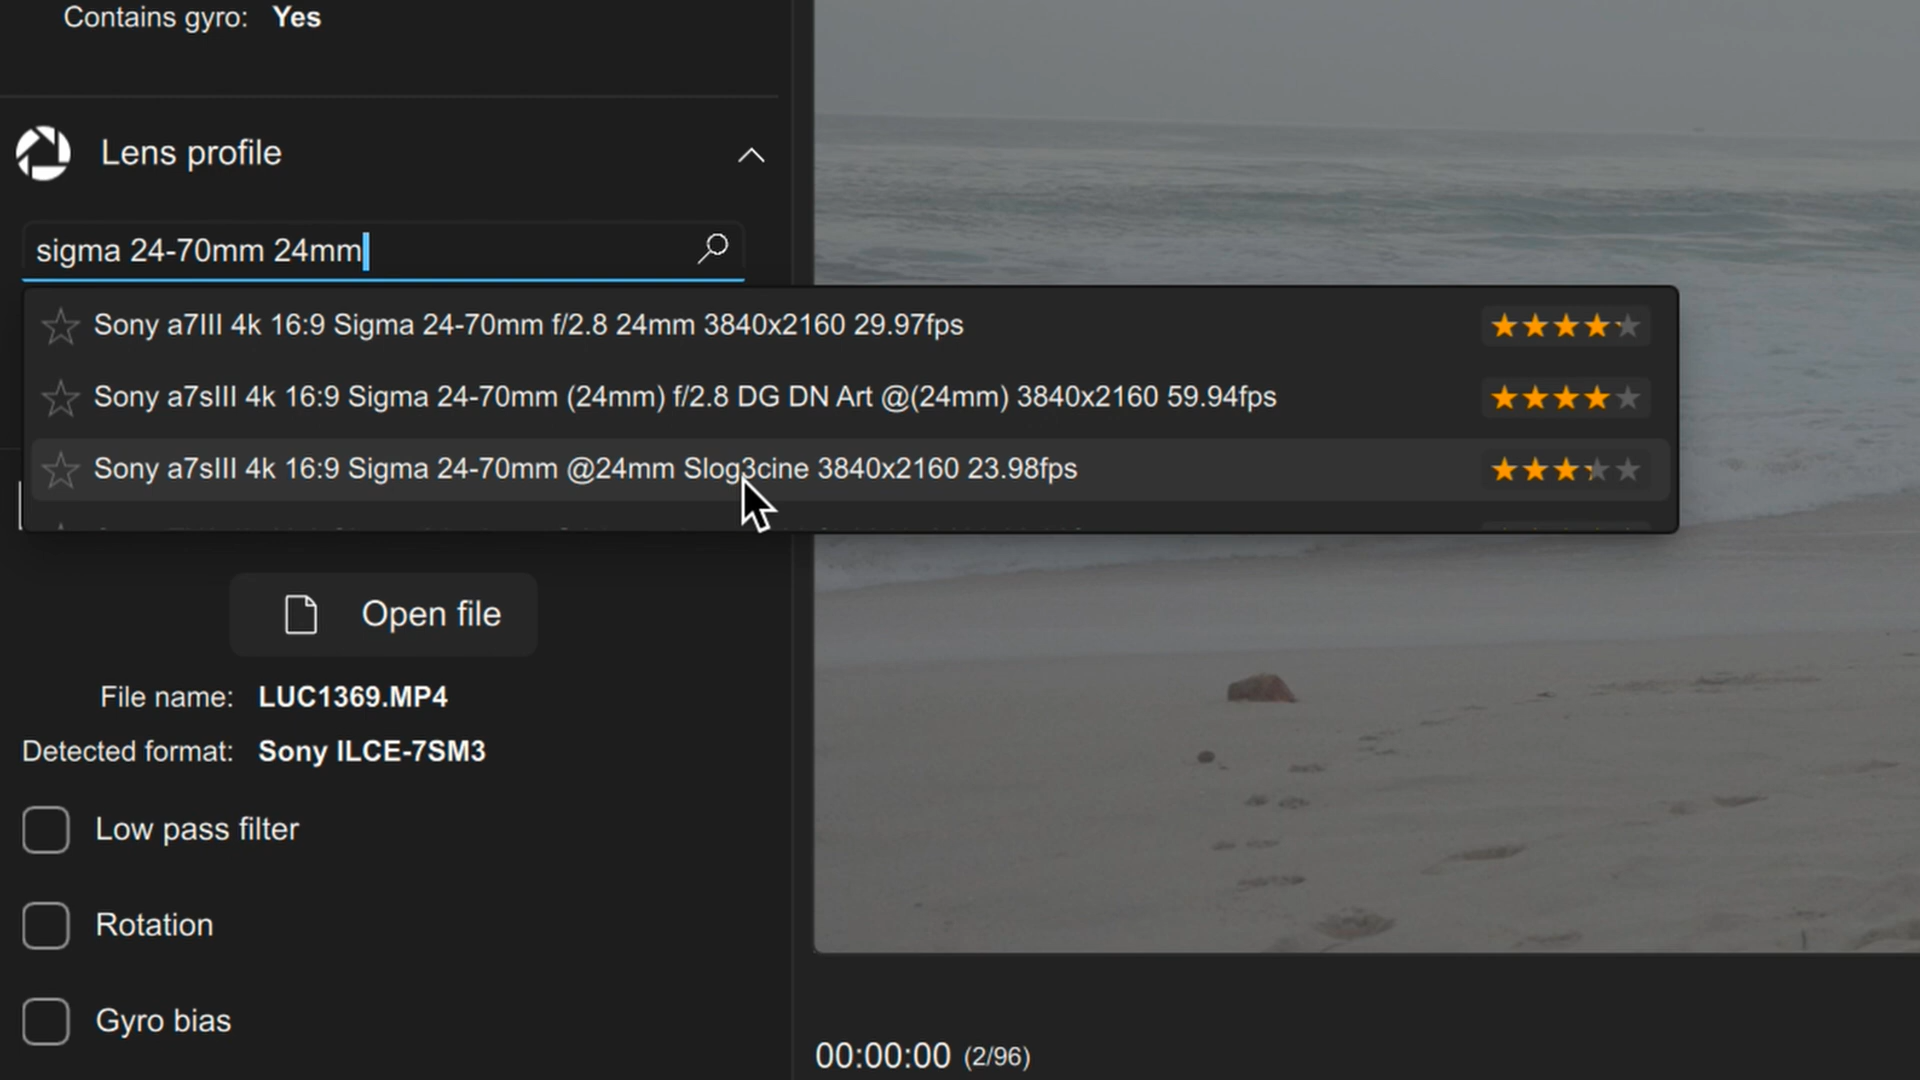 Contains gyro: Yes
Lens profile
sigma 24-70mm 24mm
Sony a7III 4k 16:9 Sigma 24-70mm f/2.8 24mm 3840x2160 29.97fps
Sony a7sIII 4k 16:9 Sigma 24-70mm (24mm) f/2.8 DG DN Art @(24mm) 3840x2160 59.94fps
Sony a7sIII 4k 16:9 Sigma 24-70mm @24mm Slog3cine 3840x2160 23.98fps
Open file
File name: LUC1369.MP4
Detected format: Sony ILCE-7SM3
Low pass filter
Rotation
Gyro bias
00:00:00 (2/96)